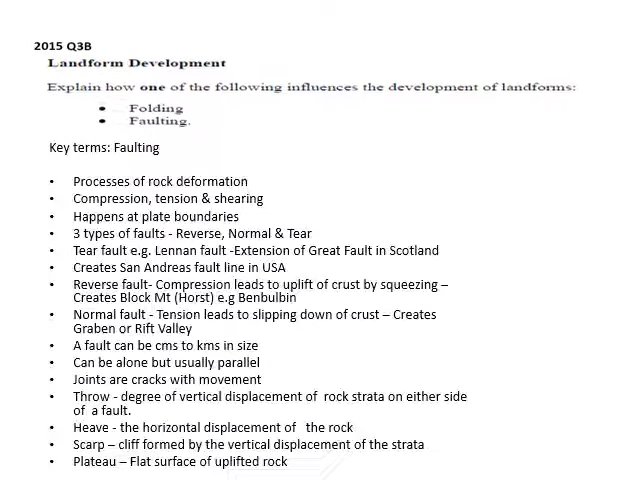 2015 Q3B
Landform Development
Explain how one of the following influences the development of landforms:
• Folding
• Faulting.
Key terms: Faulting
• Processes of rock deformation
• Compression, tension & shearing
• Happens at plate boundaries
• 3 types of faults - Reverse, Normal & Tear
• Tear fault e.g. Lennan fault -Extension of Great Fault in Scotland
• Creates San Andreas fault line in USA
• Reverse fault- Compression leads to uplift of crust by squeezing –
Creates Block Mt (Horst) e.g Benbulbin
• Normal fault - Tension leads to slipping down of crust – Creates
Graben or Rift Valley
• A fault can be cms to kms in size
• Can be alone but usually parallel
• Joints are cracks with movement
• Throw - degree of vertical displacement of rock strata on either side
of a fault.
• Heave - the horizontal displacement of the rock
• Scarp – cliff formed by the vertical displacement of the strata
• Plateau – Flat surface of uplifted rock